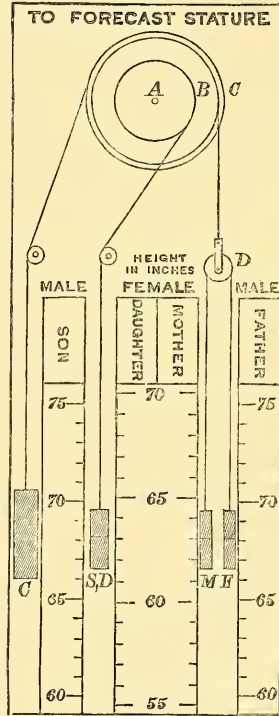 TO FORECAST STATURE
A B C
D
HEIGHT
IN INCHES
MALE FEMALE MALE
SON DAUGHTER MOTHER FATHER
75 70 75
70 65 70
C S,D M F
65 60 65
60 55 60